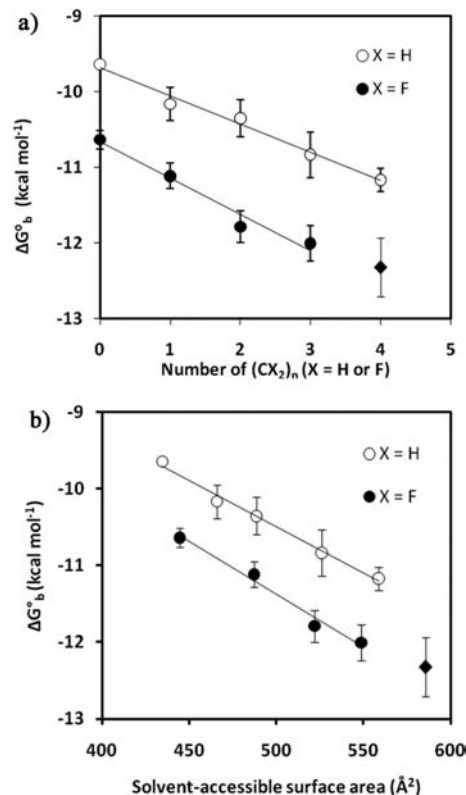 a)
-9
-10
-11
-12
-13
ΔG°b (kcal mol⁻¹)
X = H
X = F
0 1 2 3 4 5
Number of (CX₂)n (X = H or F)
b)
-9
-10
-11
-12
-13
ΔG°b (kcal mol⁻¹)
X = H
X = F
400 450 500 550 600
Solvent-accessible surface area (Å²)